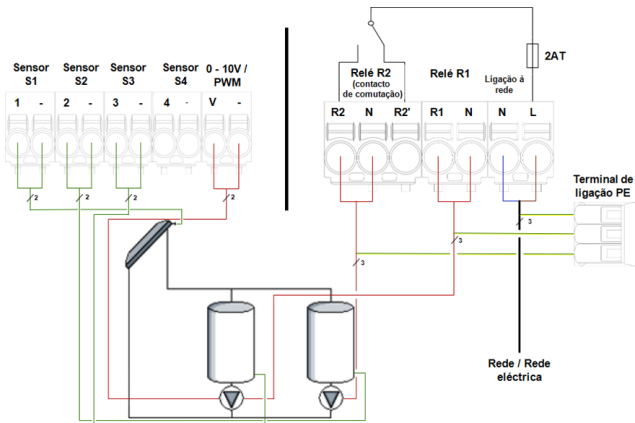 Sensor S1
Sensor S2
Sensor S3
Sensor S4
0 - 10V / PWM
1 -
2 -
3 -
4 -
V -
2
2
2
2
2AT
Relé R2
(contacto
de comutação)
Relé R1
Ligação à
rede
R2 N R2'
R1 N
N L
Terminal de
ligação PE
3
3
3
Rede / Rede
eléctrica